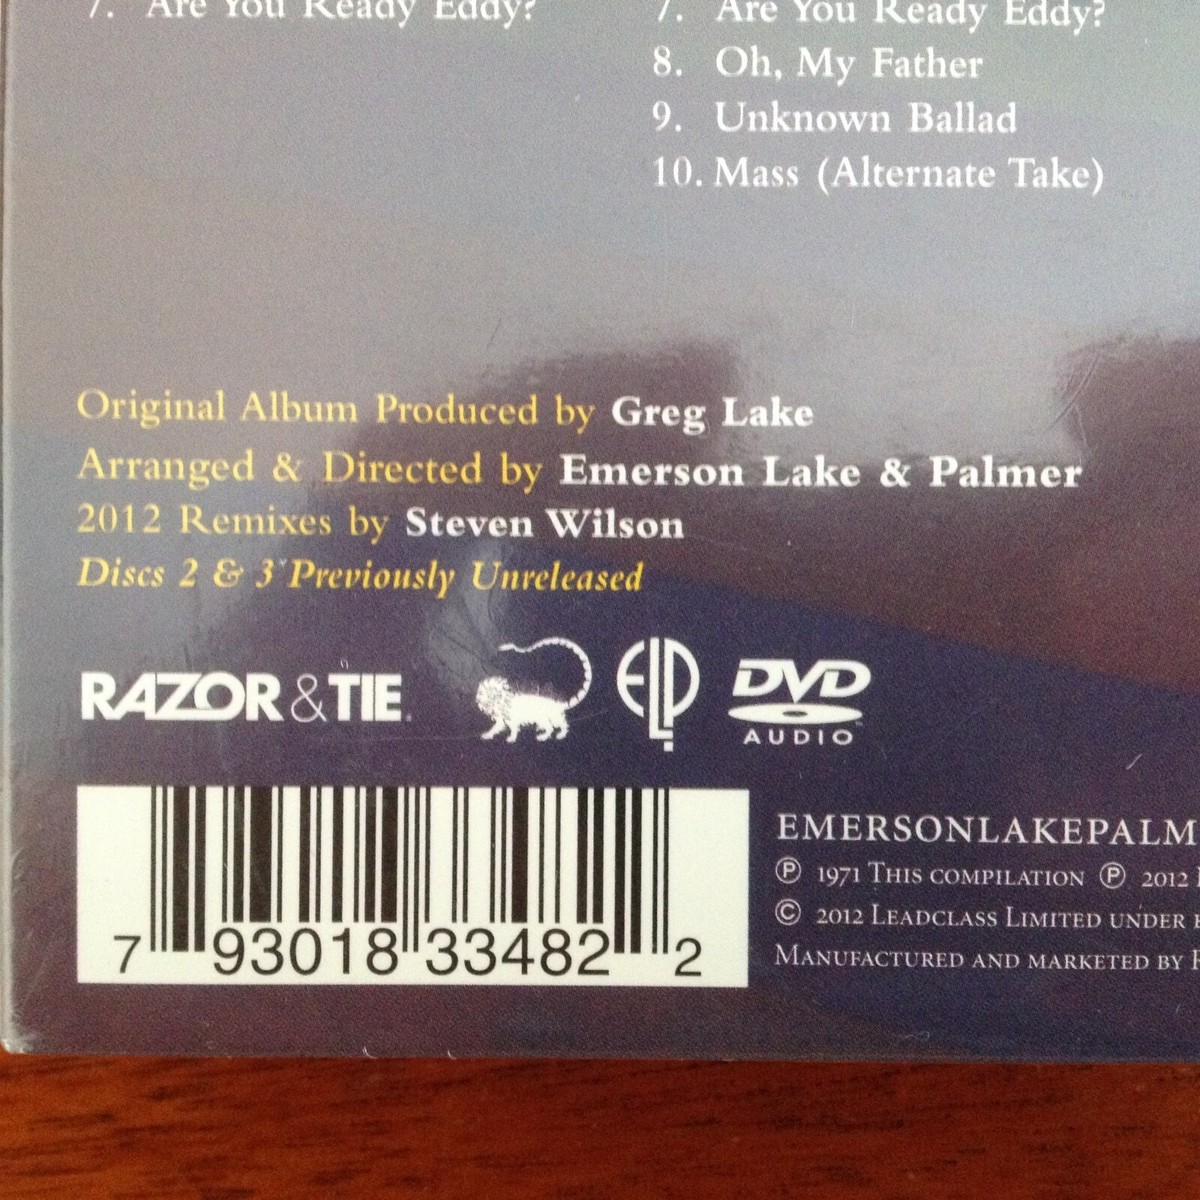 7. Are You Ready Eddy?
7. Are You Ready Eddy?
8. Oh, My Father
9. Unknown Ballad
10. Mass (Alternate Take)
Original Album Produced by Greg Lake
Arranged & Directed by Emerson Lake & Palmer
2012 Remixes by Steven Wilson
Discs 2 & 3 Previously Unreleased
RAZOR & TIE.
ELP
DVD
AUDIO
7 93018 33482 2
EMERSONLAKEPALM
℗ 1971 THIS COMPILATION ℗ 2012
© 2012 LEADCLASS LIMITED UNDER
MANUFACTURED AND MARKETED BY